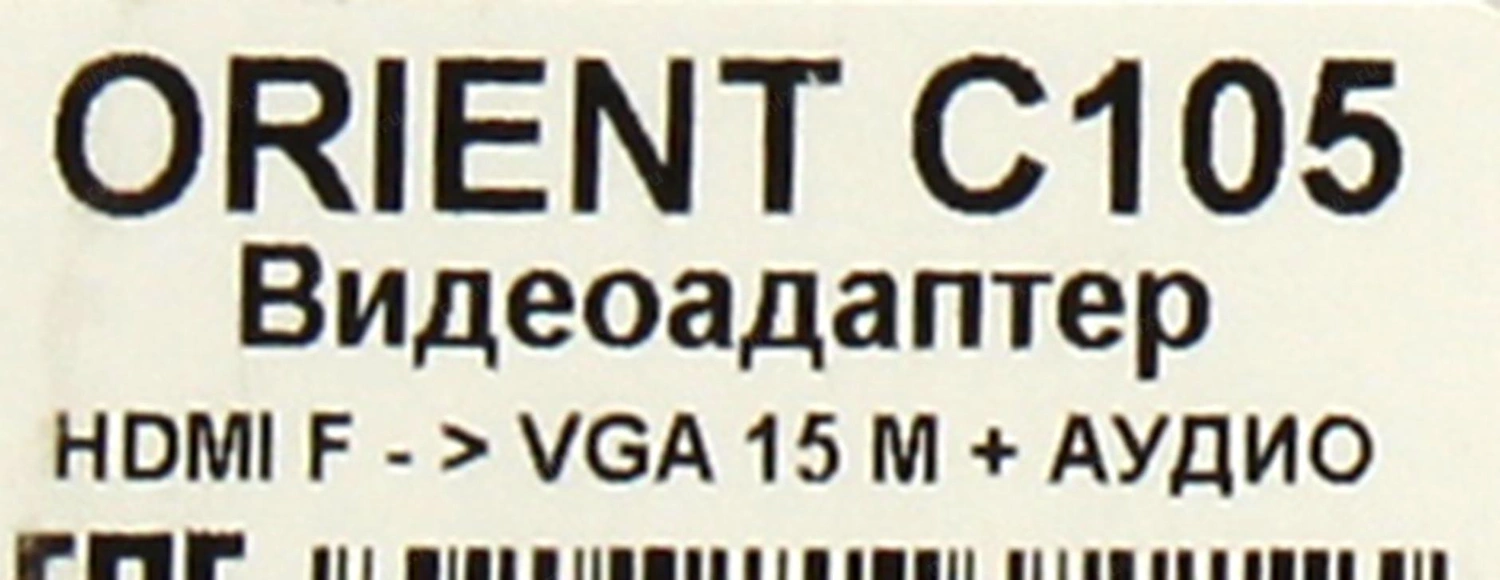 ORIENT C105
Видеоадаптер
HDMI F - > VGA 15 M + АУДИО